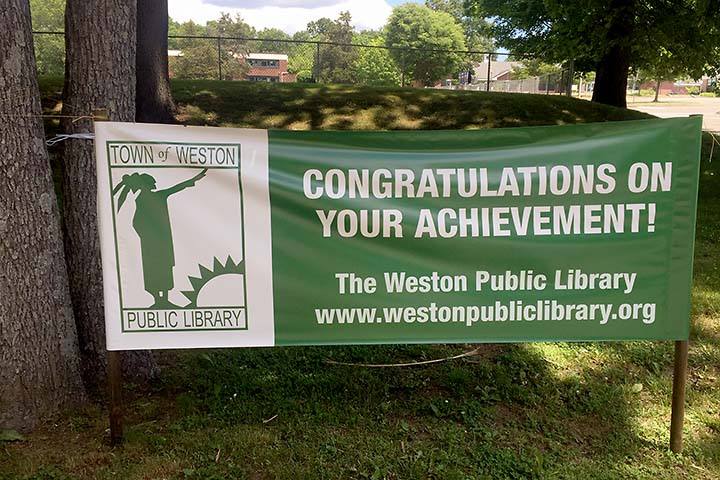 TOWN of WESTON
PUBLIC LIBRARY
CONGRATULATIONS ON
YOUR ACHIEVEMENT!
The Weston Public Library
www.westonpubliclibrary.org